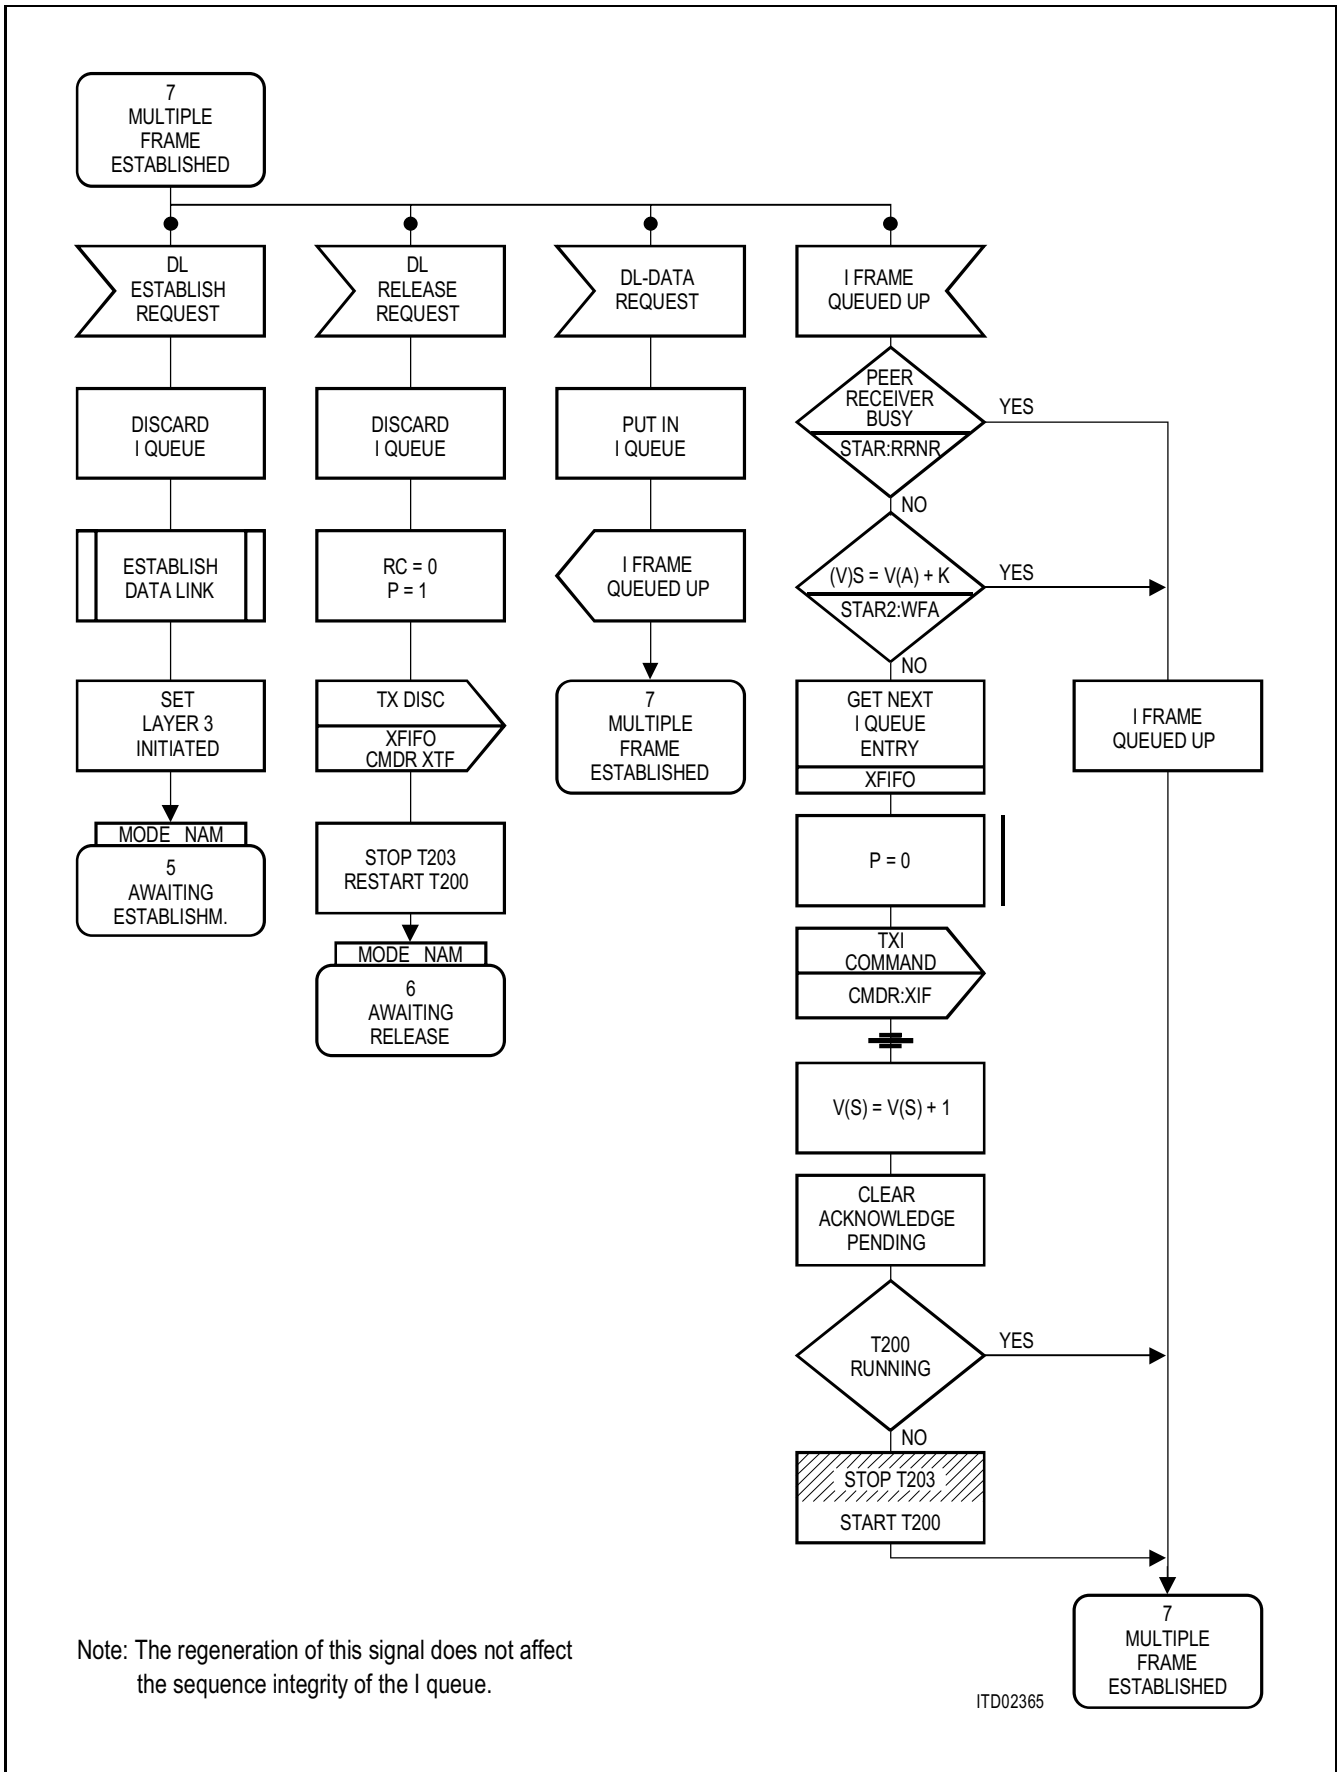 7
MULTIPLE
FRAME
ESTABLISHED
DL
ESTABLISH
REQUEST
DISCARD
I QUEUE
ESTABLISH
DATA LINK
SET
LAYER 3
INITIATED
MODE NAM
5
AWAITING
ESTABLISHM.
DL
RELEASE
REQUEST
DISCARD
I QUEUE
RC = 0
P = 1
TX DISC
XFIFO
CMDR XTF
STOP T203
RESTART T200
MODE NAM
6
AWAITING
RELEASE
DL-DATA
REQUEST
PUT IN
I QUEUE
I FRAME
QUEUED UP
7
MULTIPLE
FRAME
ESTABLISHED
I FRAME
QUEUED UP
PEER
RECEIVER
BUSY
STAR:RRNR
YES
NO
(V)S = V(A) + K
STAR2:WFA
YES
NO
GET NEXT
I QUEUE
ENTRY
XFIFO
I FRAME
QUEUED UP
P = 0
TXI
COMMAND
CMDR:XIF
V(S) = V(S) + 1
CLEAR
ACKNOWLEDGE
PENDING
T200
RUNNING
YES
NO
STOP T203
START T200
7
MULTIPLE
FRAME
ESTABLISHED
Note: The regeneration of this signal does not affect
the sequence integrity of the I queue.
ITD02365